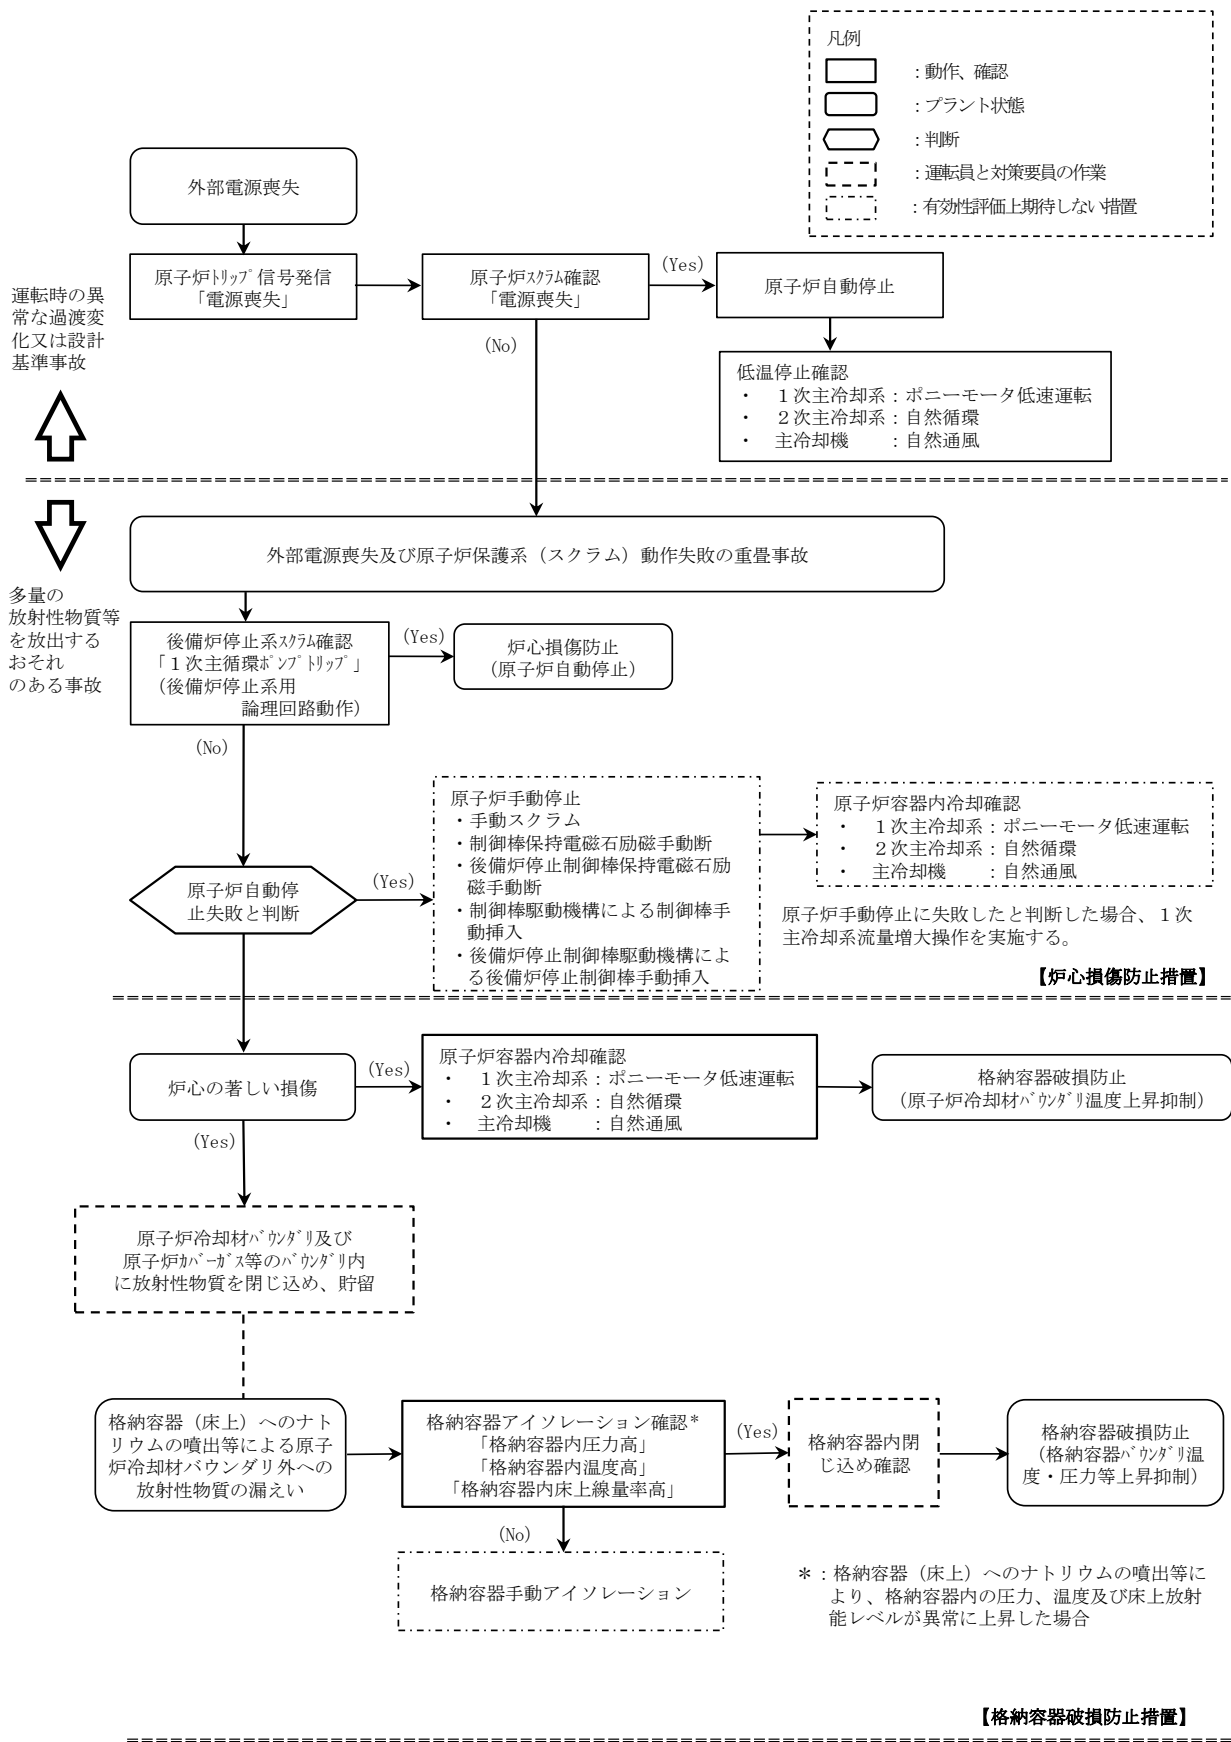 凡例
：動作、確認
：プラント状態
：判断
：運転員と対策要員の作業
：有効性評価上期待しない措置
外部電源喪失
原子炉ﾄﾘｯﾌﾟ信号発信
「電源喪失」
原子炉ｽｸﾗﾑ確認
「電源喪失」
(Yes)
原子炉自動停止
(No)
運転時の異
常な過渡変
化又は設計
基準事故
低温停止確認
・　１次主冷却系：ポニーモータ低速運転
・　２次主冷却系：自然循環
・　主冷却機　　：自然通風
外部電源喪失及び原子炉保護系（スクラム）動作失敗の重畳事故
多量の
放射性物質等
を放出する
おそれ
のある事故
後備炉停止系ｽｸﾗﾑ確認
「１次主循環ﾎﾟﾝﾌﾟﾄﾘｯﾌﾟ」
（後備炉停止系用
論理回路動作）
(Yes)
炉心損傷防止
（原子炉自動停止）
(No)
原子炉自動停
止失敗と判断
(Yes)
原子炉手動停止
・手動スクラム
・制御棒保持電磁石励磁手動断
・後備炉停止制御棒保持電磁石励
磁手動断
・制御棒駆動機構による制御棒手
動挿入
・後備炉停止制御棒駆動機構によ
る後備炉停止制御棒手動挿入
原子炉容器内冷却確認
・　１次主冷却系：ポニーモータ低速運転
・　２次主冷却系：自然循環
・　主冷却機　　：自然通風
原子炉手動停止に失敗したと判断した場合、１次
主冷却系流量増大操作を実施する。
【炉心損傷防止措置】
炉心の著しい損傷
(Yes)
原子炉容器内冷却確認
・　１次主冷却系：ポニーモータ低速運転
・　２次主冷却系：自然循環
・　主冷却機　　：自然通風
格納容器破損防止
（原子炉冷却材ﾊﾞｳﾝﾀﾞﾘ温度上昇抑制）
(Yes)
原子炉冷却材ﾊﾞｳﾝﾀﾞﾘ及び
原子炉ｶﾊﾞｰｶﾞｽ等のﾊﾞｳﾝﾀﾞﾘ内
に放射性物質を閉じ込め、貯留
格納容器（床上）へのナト
リウムの噴出等による原子
炉冷却材バウンダリ外への
放射性物質の漏えい
格納容器アイソレーション確認＊
「格納容器内圧力高」
「格納容器内温度高」
「格納容器内床上線量率高」
(Yes)
格納容器内閉
じ込め確認
格納容器破損防止
（格納容器ﾊﾞｳﾝﾀﾞﾘ温
度・圧力等上昇抑制）
(No)
格納容器手動アイソレーション
＊：格納容器（床上）へのナトリウムの噴出等に
より、格納容器内の圧力、温度及び床上放射
能レベルが異常に上昇した場合
【格納容器破損防止措置】